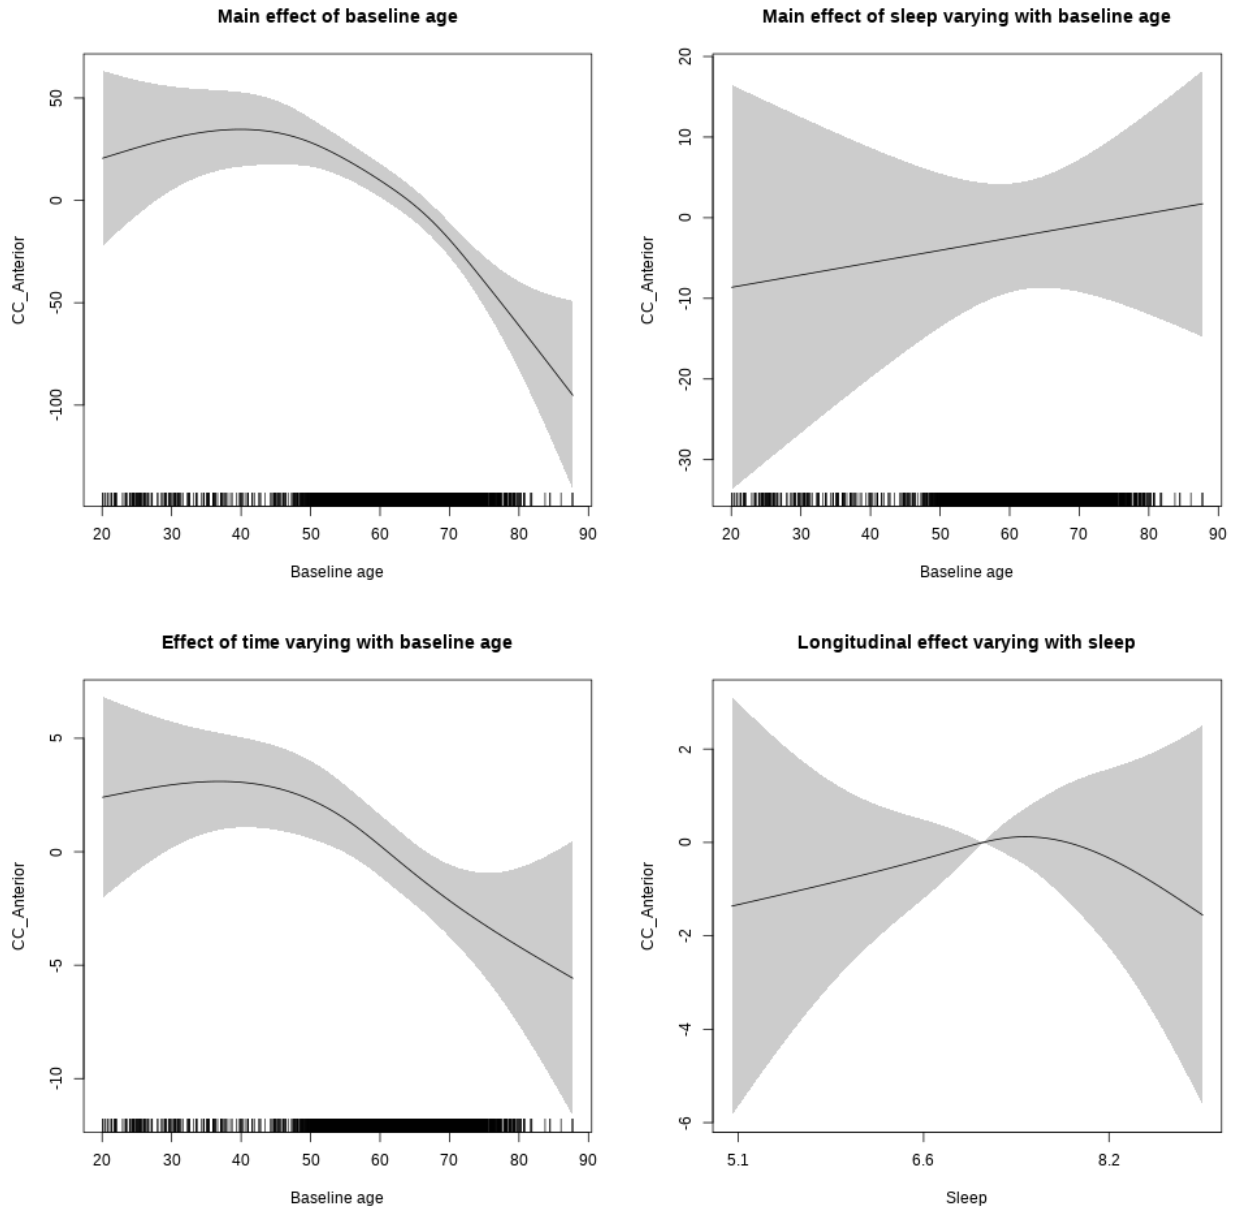 Main effect of baseline age
CC_Anterior
50
0
-50
-100
20 30 40 50 60 70 80 90
Baseline age
Main effect of sleep varying with baseline age
CC_Anterior
20
10
0
-10
-20
-30
20 30 40 50 60 70 80 90
Baseline age
Effect of time varying with baseline age
CC_Anterior
5
0
-5
-10
20 30 40 50 60 70 80 90
Baseline age
Longitudinal effect varying with sleep
CC_Anterior
2
0
-2
-4
-6
5.1 6.6 8.2
Sleep